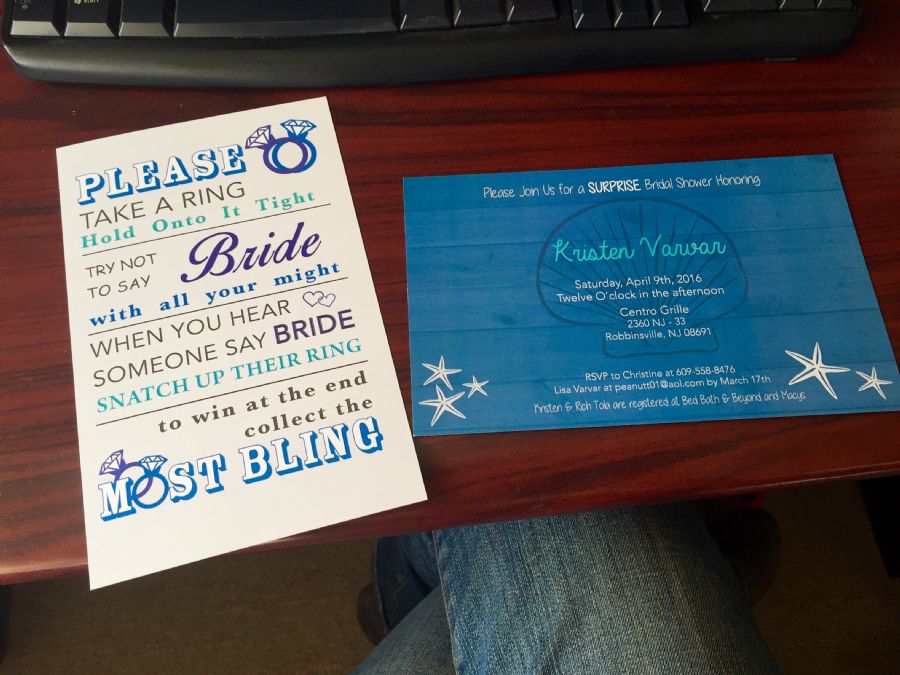 PLEASE
TAKE A RING
Hold Onto It Tight
TRY NOT
TO SAY
Bride
with all your might
WHEN YOU HEAR
SOMEONE SAY BRIDE
SNATCH UP THEIR RING
to win at the end
collect the
MOST BLING
Please Join Us for a SURPRISE Bridal Shower Honoring
Kristen Varvar
Saturday, April 9th, 2016
Twelve O'clock in the afternoon
Centro Grille
2360 NJ - 33
Robbinsville, NJ 08691
RSVP to Christine at 609-558-8476
Lisa Varvar at peanutt01@aol.com by March 17th
Kristen & Rich Tola are registered at Bed Bath & Beyond and Macys